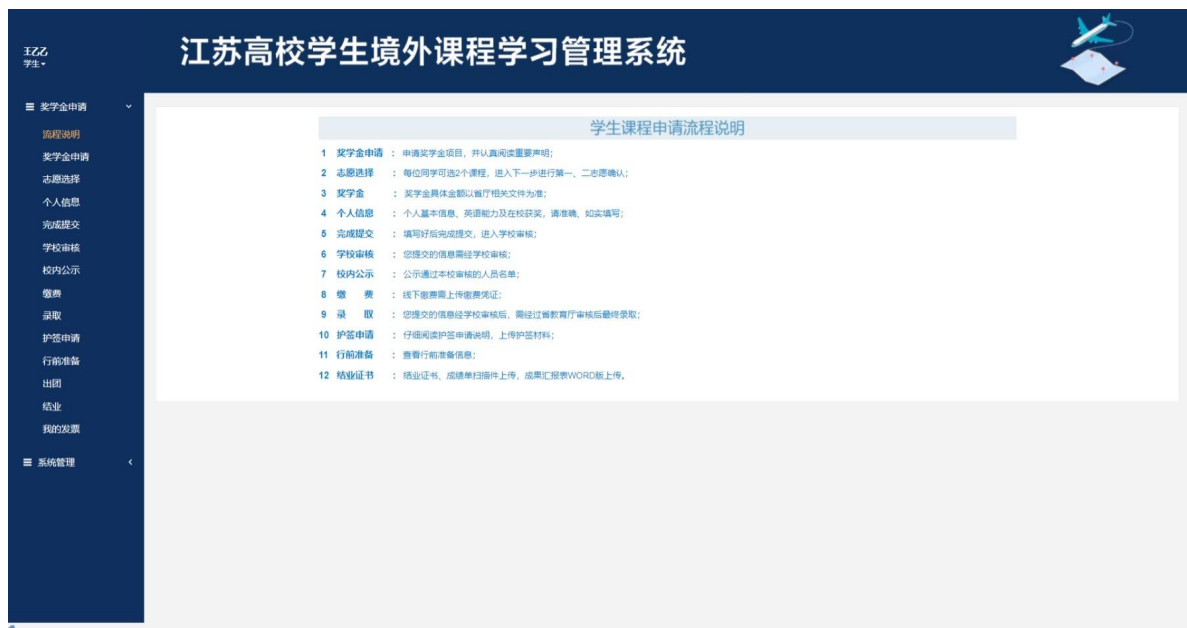 王乙乙
学生
江苏高校学生境外课程学习管理系统
奖学金申请
流程说明
奖学金申请
志愿选择
个人信息
完成提交
学校审核
校内公示
缴费
录取
护签申请
行前准备
出团
结业
我的发票
系统管理
学生课程申请流程说明
1 奖学金申请 ： 申请奖学金项目，并认真阅读重要声明；
2 志愿选择 ： 每位同学可选2个课程，进入下一步进行第一、二志愿确认；
3 奖学金 ： 奖学金具体金额以省厅相关文件为准；
4 个人信息 ： 个人基本信息、英语能力及在校获奖，请准确、如实填写；
5 完成提交 ： 填写好后完成提交，进入学校审核；
6 学校审核 ： 您提交的信息需经学校审核；
7 校内公示 ： 公示通过本校审核的人员名单；
8 缴 费 ： 线下缴费需上传缴费凭证；
9 录 取 ： 您提交的信息经学校审核后，需经过省教育厅审核后最终录取；
10 护签申请 ： 仔细阅读护签申请说明，上传护签材料；
11 行前准备 ： 查看行前准备信息；
12 结业证书 ： 结业证书、成绩单扫描件上传，成果汇报表WORD版上传。